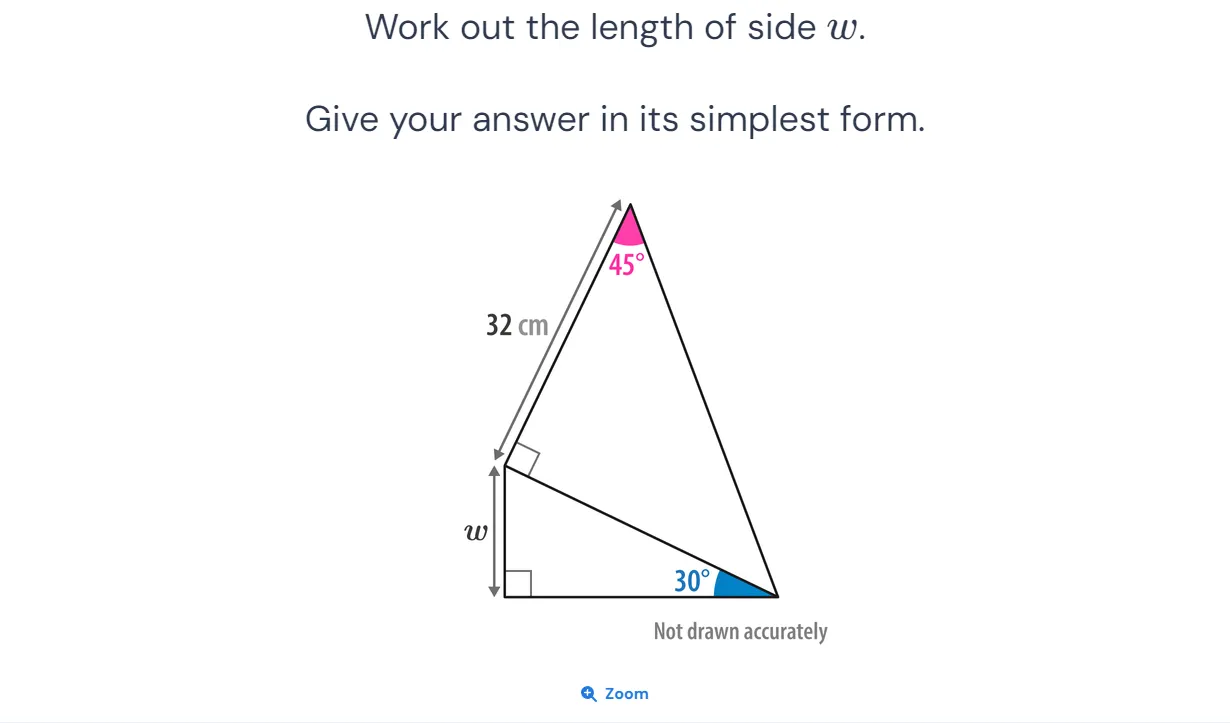 Work out the length of side w.
Give your answer in its simplest form.
45°
32 cm
w
30°
Not drawn accurately
Zoom